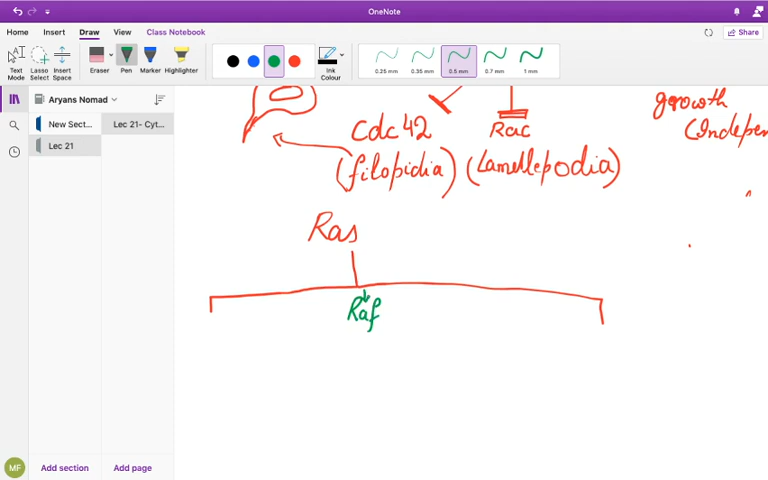 OneNote
Home Insert Draw View Class Notebook
Share
Text Mode
Lasso Select
Insert Space
Eraser
Pen
Marker
Highlighter
Ink Colour
0.25 mm
0.35 mm
0.5 mm
0.7 mm
1 mm
Aryans Nomad
New Sect...
Lec 21- Cyt...
Lec 21
growth
Cdc 42
Rac
(Indepen
(filopidia) (Lamellepodia)
Ras
Raf
MF
Add section
Add page